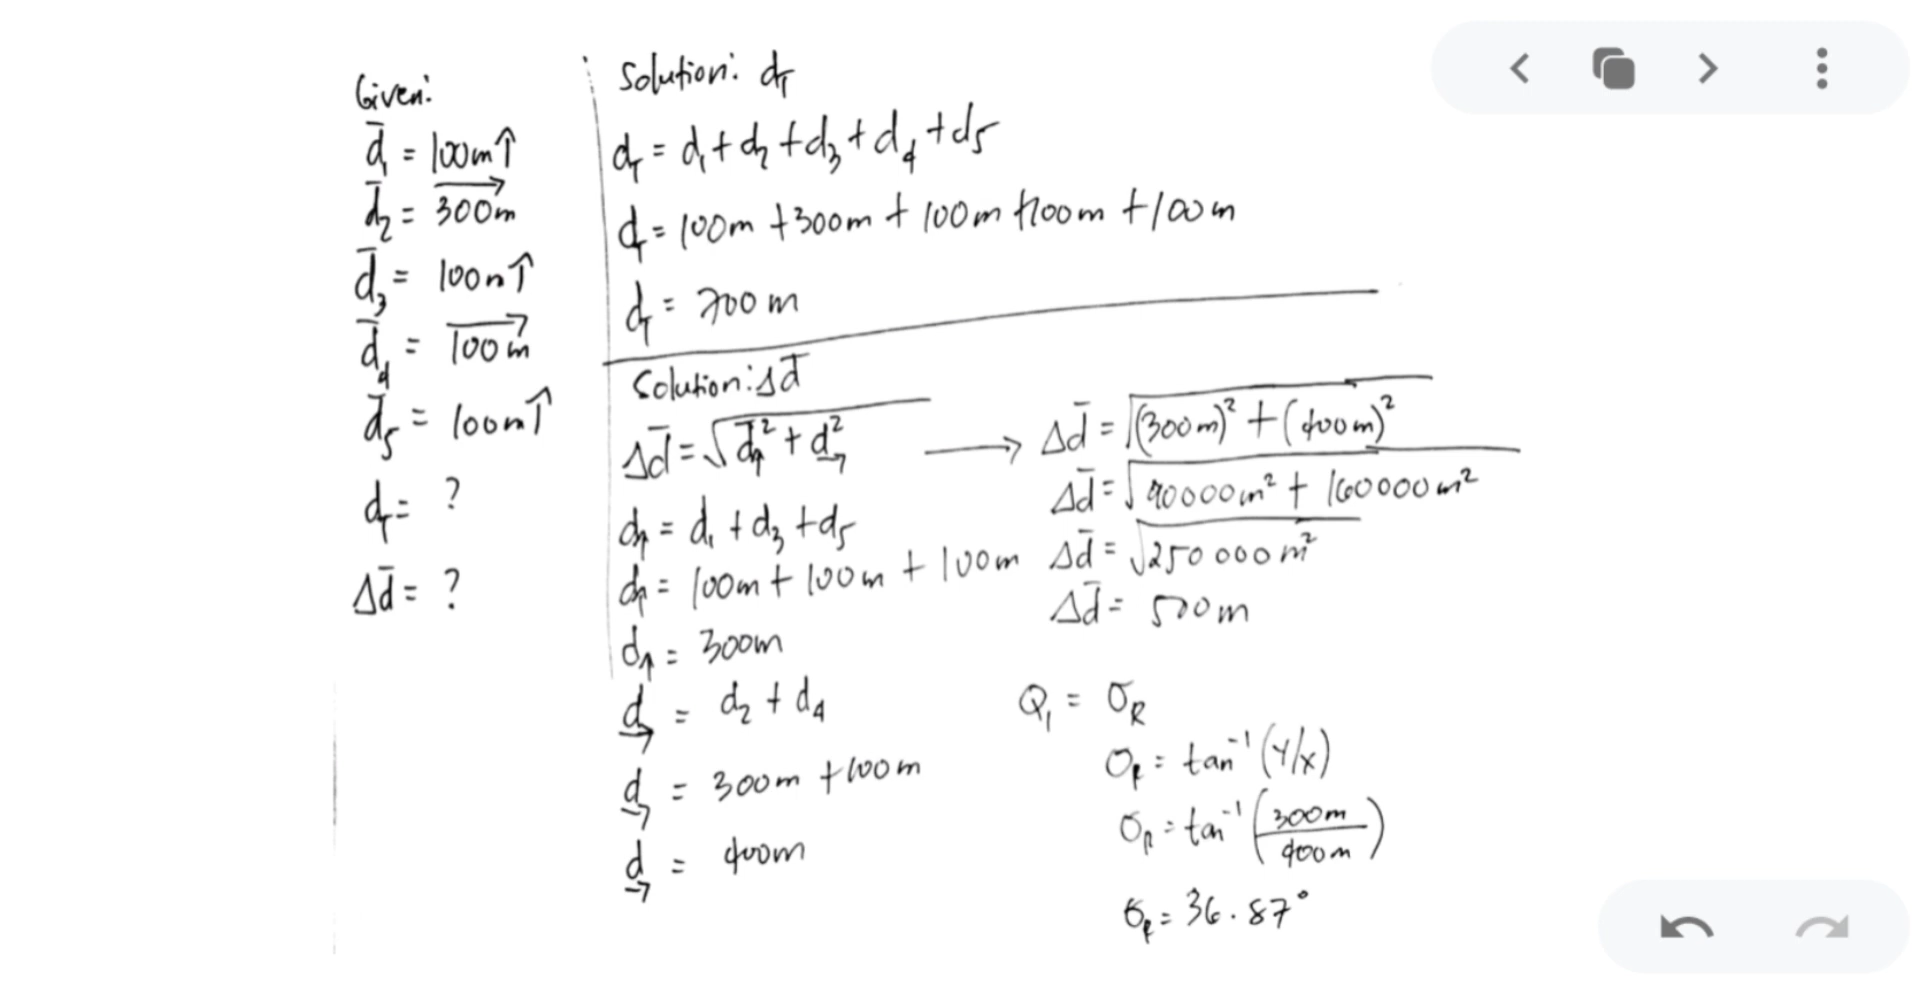 Given:
d̅₁ = 100m↑
d̅₂ = 300m→
d̅₃ = 100m↑
d̅₄ = 100m→
d̅₅ = 100m↑
dT = ?
Δd̅ = ?
Solution: dT
dT = d₁ + d₂ + d₃ + d₄ + d₅
dT = 100m + 300m + 100m + 100m + 100m
dT = 700 m
Solution: Δd̅
Δd̅ = √(d↑² + d→²) →
d↑ = d₁ + d₃ + d₅
d↑ = 100m + 100m + 100m
d↑ = 300m
d→ = d₂ + d₄
d→ = 300m + 100m
d→ = 400m
Δd̅ = √((300m)² + (400m)²)
Δd̅ = √(90000m² + 160000m²)
Δd̅ = √(250 000 m²)
Δd̅ = 500m
Q₁ = θR
θR = tan⁻¹(Y/X)
θR = tan⁻¹(300m/400m)
θR = 36.87°